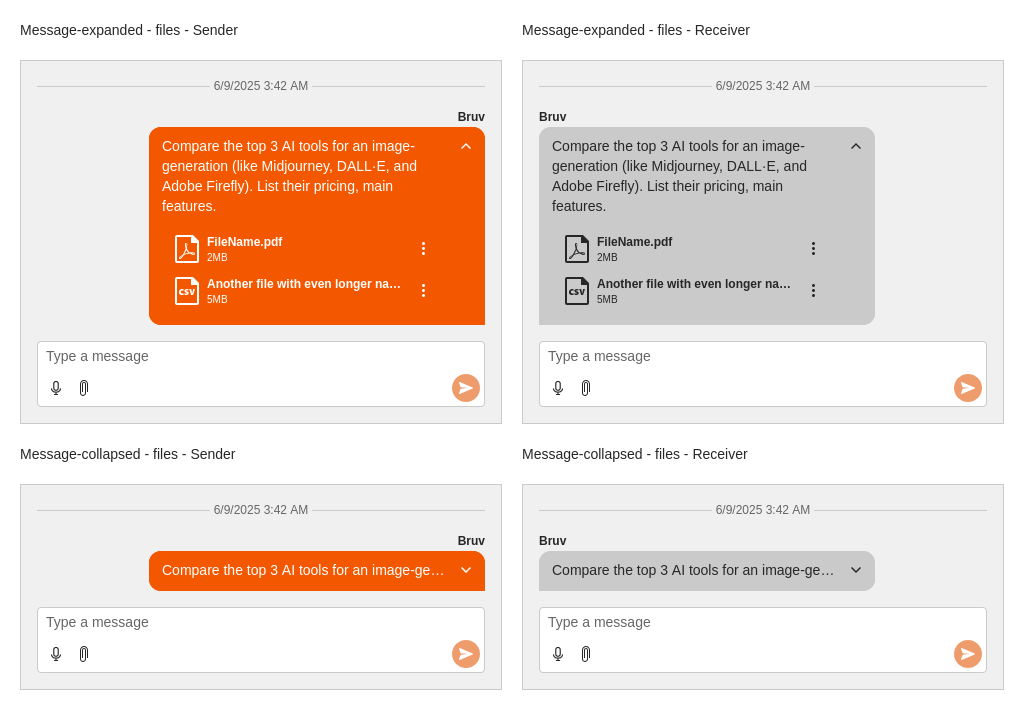 Message-expanded - files - Sender
6/9/2025 3:42 AM
Bruv
Compare the top 3 AI tools for an image-
generation (like Midjourney, DALL·E, and
Adobe Firefly). List their pricing, main
features.
FileName.pdf
2MB
csv
Another file with even longer na…
5MB
Type a message
Message-expanded - files - Receiver
6/9/2025 3:42 AM
Bruv
Compare the top 3 AI tools for an image-
generation (like Midjourney, DALL·E, and
Adobe Firefly). List their pricing, main
features.
FileName.pdf
2MB
csv
Another file with even longer na…
5MB
Type a message
Message-collapsed - files - Sender
6/9/2025 3:42 AM
Bruv
Compare the top 3 AI tools for an image-ge…
Type a message
Message-collapsed - files - Receiver
6/9/2025 3:42 AM
Bruv
Compare the top 3 AI tools for an image-ge…
Type a message